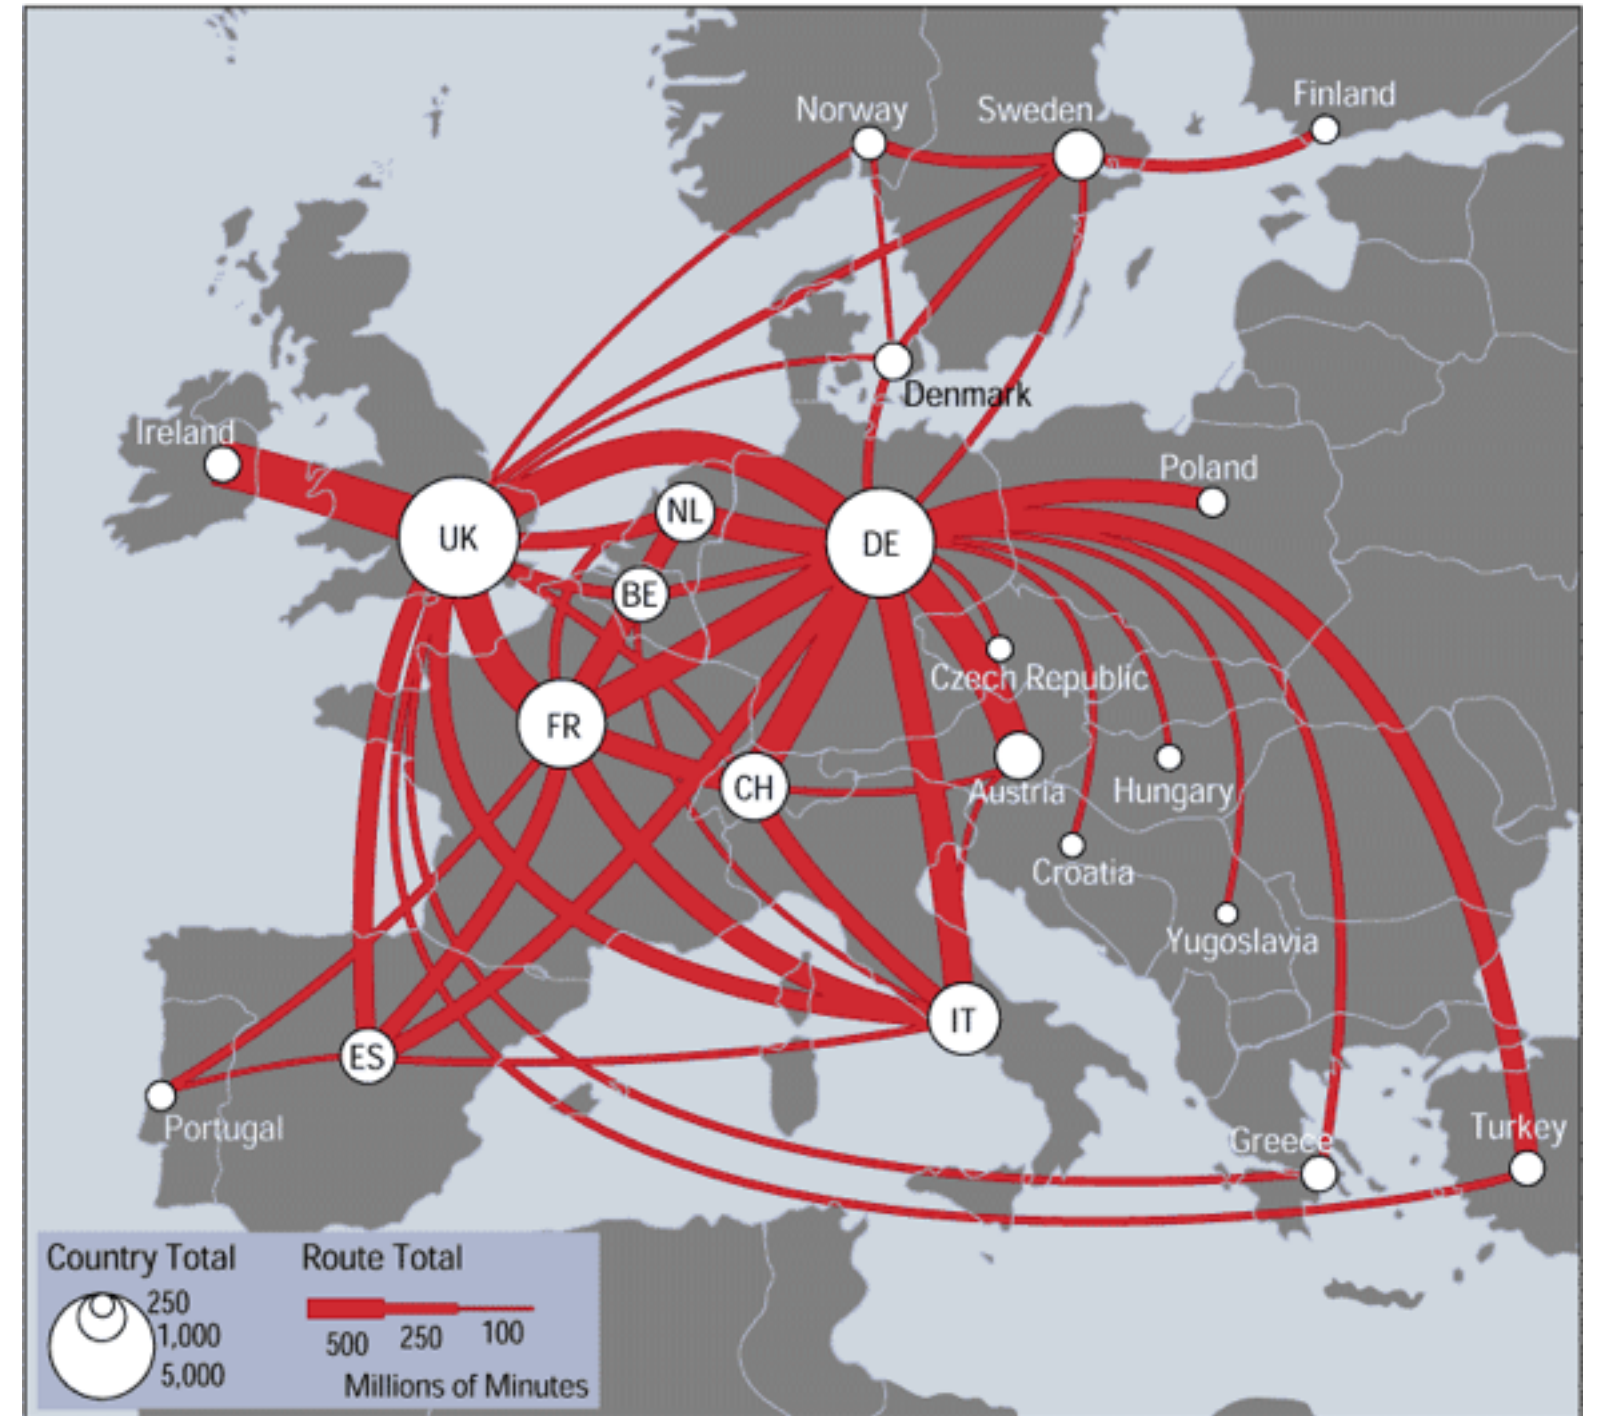 Norway
Sweden
Finland
Denmark
Ireland
Poland
UK
NL
DE
BE
Czech Republic
FR
CH
Austria
Hungary
Croatia
Yugoslavia
IT
ES
Portugal
Greece
Turkey
Country Total
250
1,000
5,000
Route Total
500 250 100
Millions of Minutes